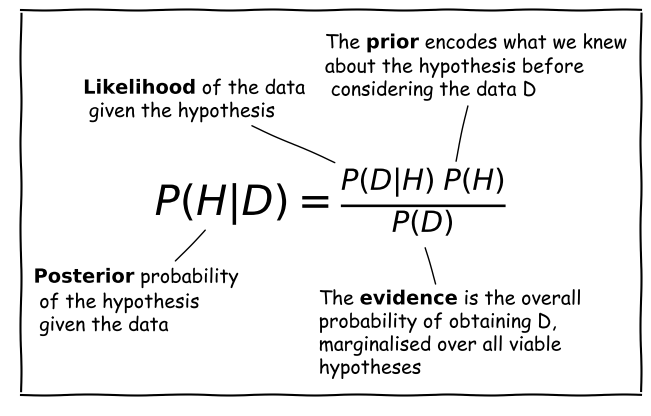 The prior encodes what we knew
about the hypothesis before
considering the data D
Likelihood of the data
given the hypothesis
P(H|D) = P(D|H) P(H)
P(D)
Posterior probability
of the hypothesis
given the data
The evidence is the overall
probability of obtaining D,
marginalised over all viable
hypotheses